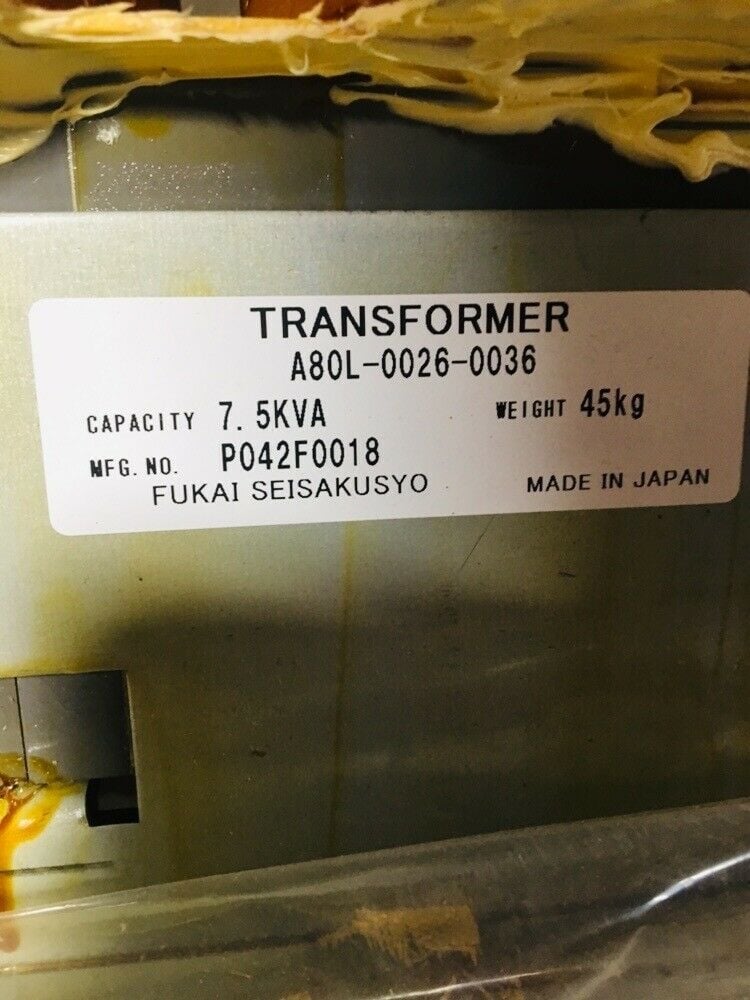 TRANSFORMER
A80L-0026-0036
CAPACITY 7.5KVA WEIGHT 45kg
MFG. NO. P042F0018
FUKAI SEISAKUSYO MADE IN JAPAN